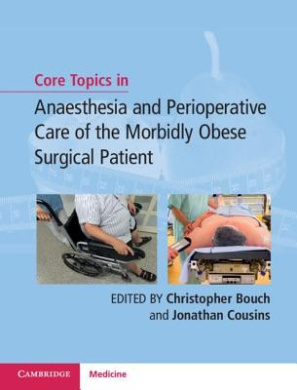 Core Topics in
Anaesthesia and Perioperative
Care of the Morbidly Obese
Surgical Patient
EDITED BY Christopher Bouch
and Jonathan Cousins
CAMBRIDGE Medicine